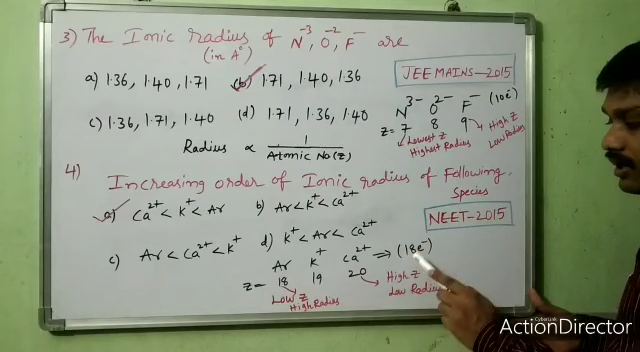 3) The Ionic radius of N⁻³, O⁻², F⁻ are
(in A°)
JEE MAINS-2015
a) 1.36, 1.40, 1.71 (b) 1.71, 1.40, 1.36
c) 1.36, 1.71, 1.40 (d) 1.71, 1.36, 1.40
N³⁻ O²⁻ F⁻ (10e⁻)
Z= 7 8 9 → High Z
Low Radius
Lowest Z
Highest Radius
Radius ∝ 1 / Atomic No(Z)
4) Increasing order of Ionic radius of Following
Species
NEET-2015
a) Ca²⁺ < K⁺ < Ar b) Ar < K⁺ < Ca²⁺
c) Ar < Ca²⁺ < K⁺ d) K⁺ < Ar < Ca²⁺
Ar K⁺ Ca²⁺ ⇒ (18e⁻)
Z= 18 19 20
Low Z
High Radius
High Z
Low Radius
CyberLink
ActionDirector